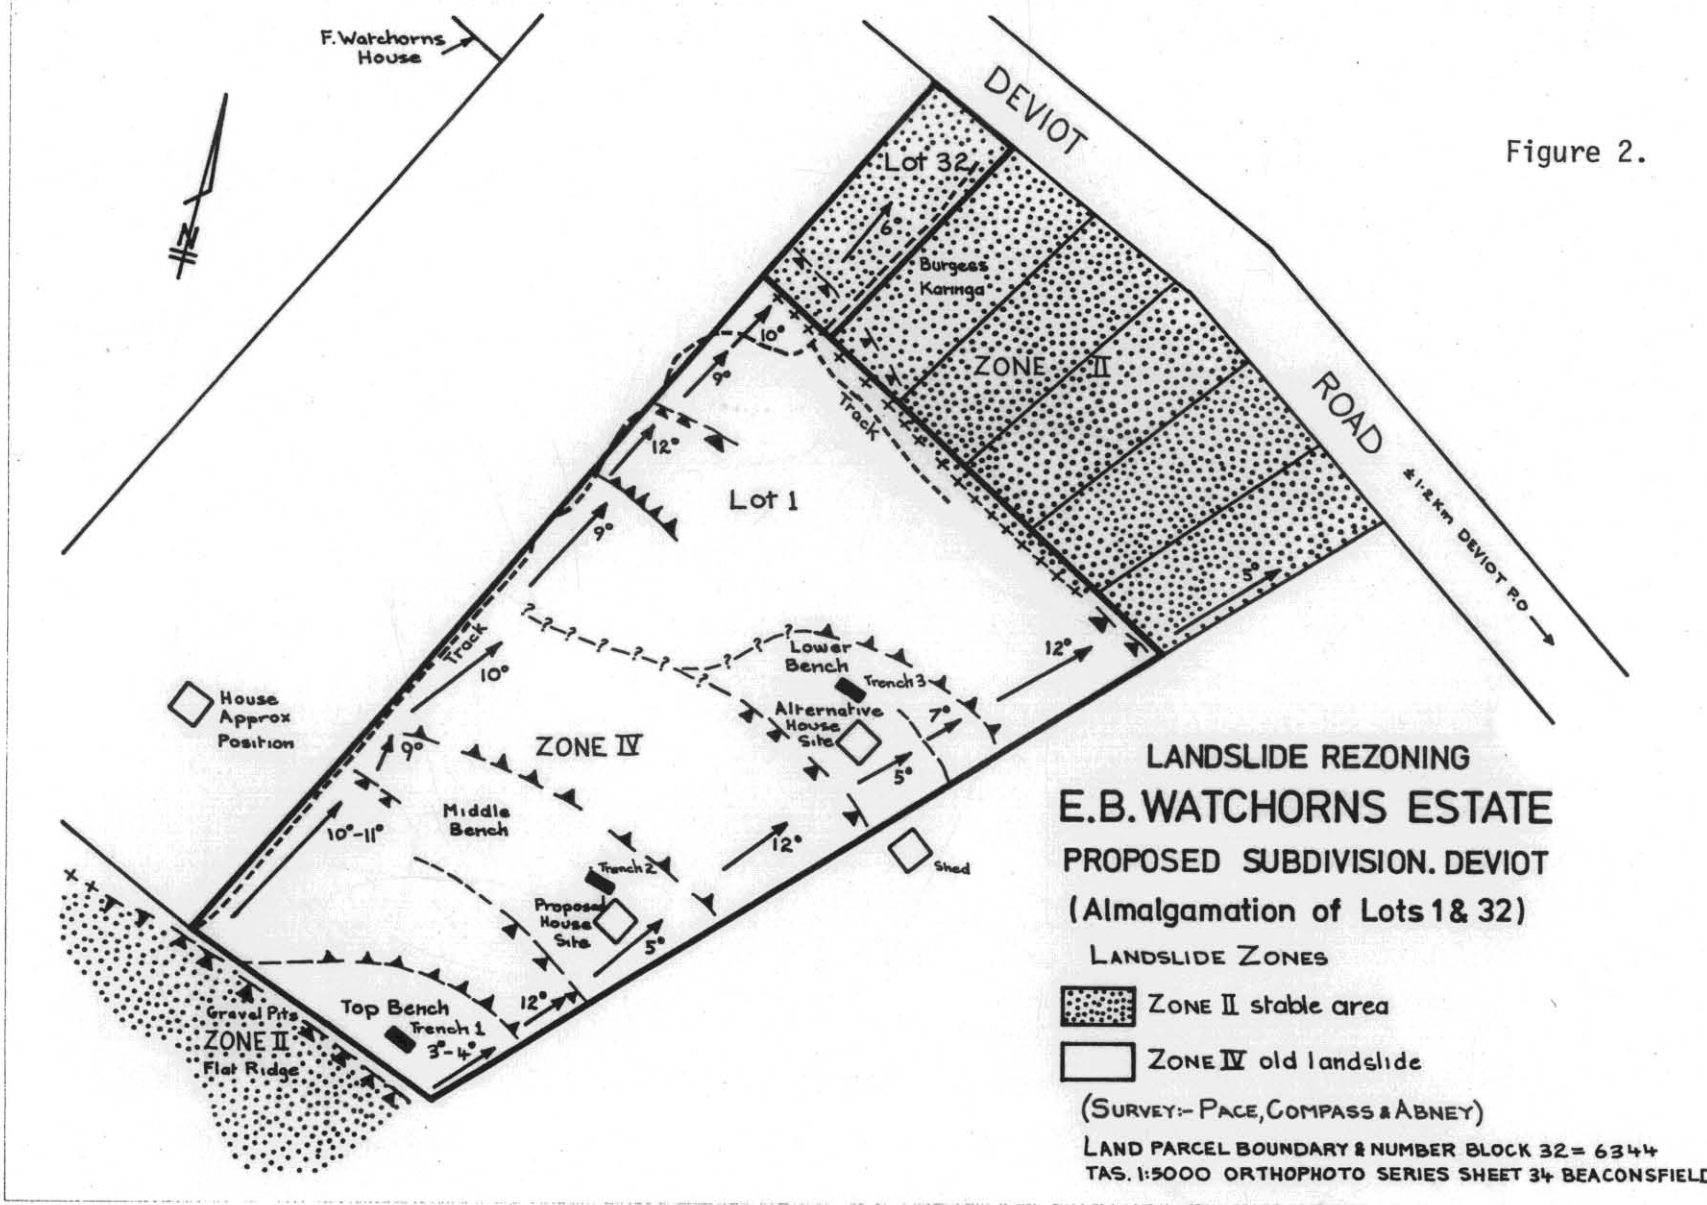 F. Watchorns
House
N
DEVIOT
Figure 2.
Lot 32
6°
Burgess
Karinga
ZONE II
ROAD
± 1.2 Km DEVIOT P.O
10°
9°
Track
12°
Lot 1
9°
5°
Track
10°
? ? ? ? ? ? ? ? ?
Lower
Bench
Trench 3
12°
House
Approx
Position
Alternative
House
Site
7°
5°
ZONE IV
9°
10°-11°
Middle
Bench
12°
Shed
Trench 2
Proposed
House
Site
5°
12°
Top Bench
Trench 1
3°-4°
Gravel Pits
ZONE II
Flat Ridge
LANDSLIDE REZONING
E.B. WATCHORNS ESTATE
PROPOSED SUBDIVISION. DEVIOT
(Almalgamation of Lots 1 & 32)
LANDSLIDE ZONES
ZONE II stable area
ZONE IV old landslide
(SURVEY:- PACE, COMPASS & ABNEY)
LAND PARCEL BOUNDARY & NUMBER BLOCK 32 = 6344
TAS. 1:5000 ORTHOPHOTO SERIES SHEET 34 BEACONSFIELD